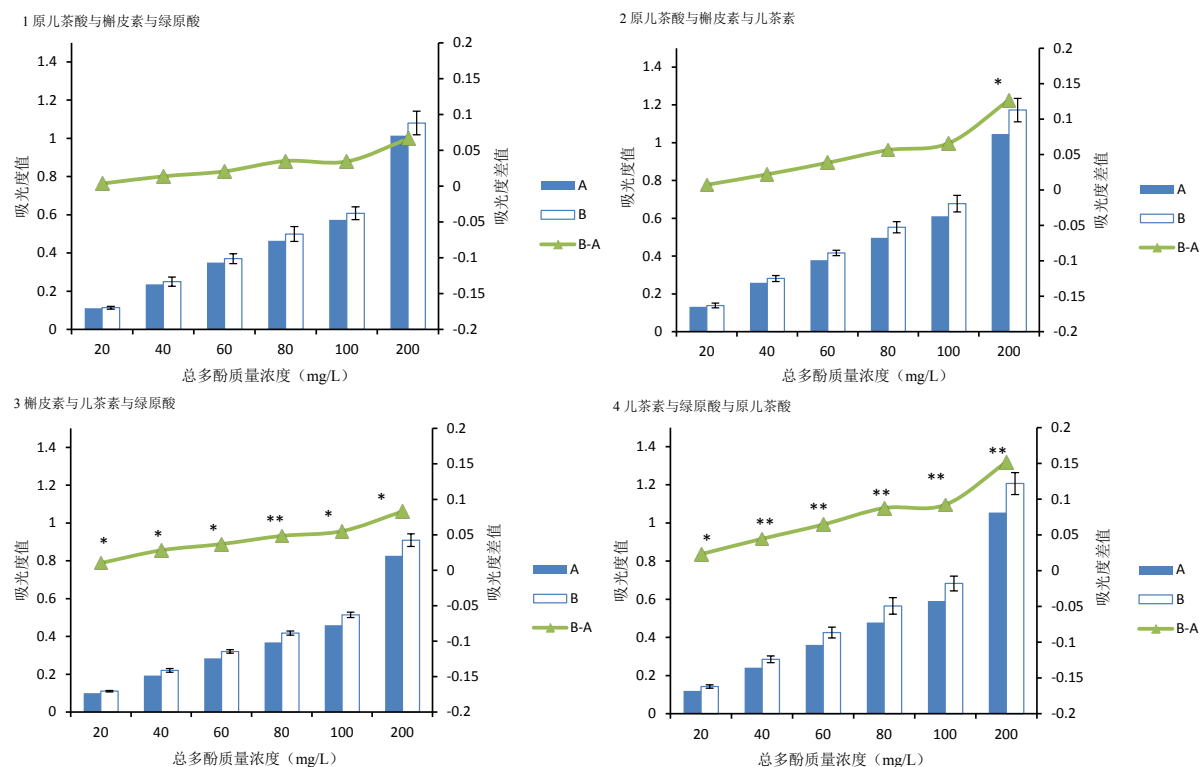 1 原儿茶酸与槲皮素与绿原酸
1.4
1.2
1
0.8
0.6
0.4
0.2
0
吸光度值
0.2
0.15
0.1
0.05
0
-0.05
-0.1
-0.15
-0.2
吸光度差值
A
B
B-A
20 40 60 80 100 200
总多酚质量浓度（mg/L）
2 原儿茶酸与槲皮素与儿茶素
1.4
1.2
1
0.8
0.6
0.4
0.2
0
吸光度值
*
0.2
0.15
0.1
0.05
0
-0.05
-0.1
-0.15
-0.2
吸光度差值
A
B
B-A
20 40 60 80 100 200
总多酚质量浓度（mg/L）
3 槲皮素与儿茶素与绿原酸
1.4
1.2
1
0.8
0.6
0.4
0.2
0
吸光度值
* * * ** * *
0.2
0.15
0.1
0.05
0
-0.05
-0.1
-0.15
-0.2
吸光度差值
A
B
B-A
20 40 60 80 100 200
总多酚质量浓度（mg/L）
4 儿茶素与绿原酸与原儿茶酸
1.4
1.2
1
0.8
0.6
0.4
0.2
0
吸光度值
* ** ** ** ** **
0.2
0.15
0.1
0.05
0
-0.05
-0.1
-0.15
-0.2
吸光度差值
A
B
B-A
20 40 60 80 100 200
总多酚质量浓度（mg/L）